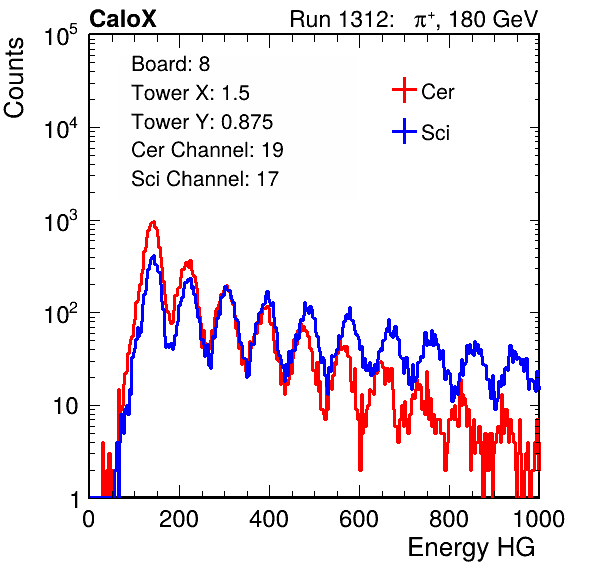 CaloX Run 1312: π⁺, 180 GeV
Counts
Board: 8
Tower X: 1.5
Tower Y: 0.875
Cer Channel: 19
Sci Channel: 17
Cer
Sci
10⁵
10⁴
10³
10²
10
1
0 200 400 600 800 1000
Energy HG